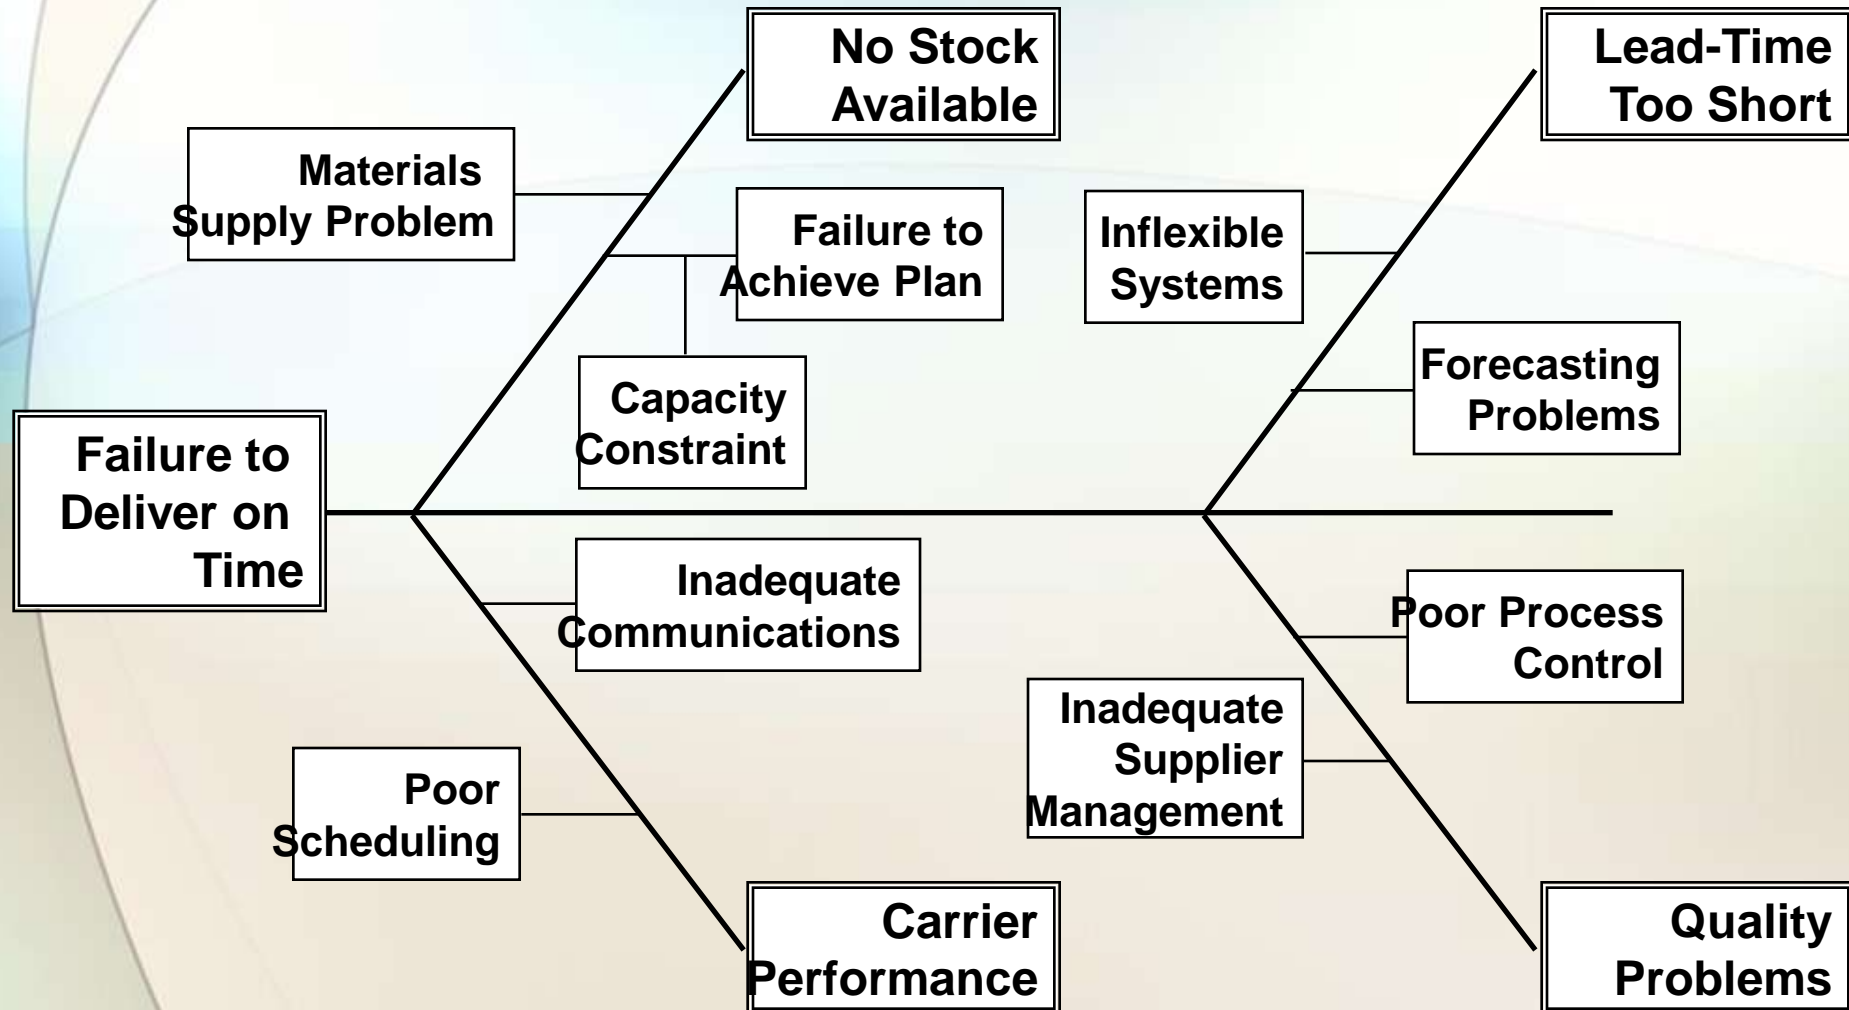 No Stock
Available
Lead-Time
Too Short
Materials
Supply Problem
Failure to
Achieve Plan
Inflexible
Systems
Forecasting
Problems
Capacity
Constraint
Failure to
Deliver on
Time
Inadequate
Communications
Poor Process
Control
Inadequate
Supplier
Management
Poor
Scheduling
Carrier
Performance
Quality
Problems